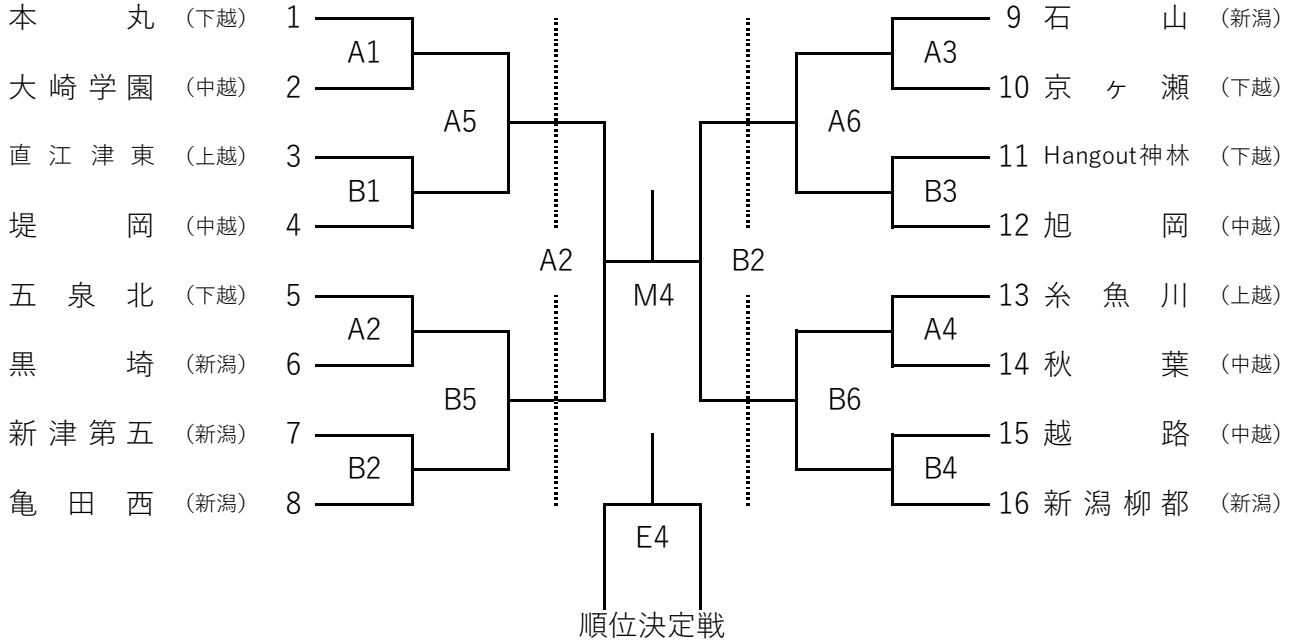 本丸 （下越） 1
大崎学園 （中越） 2
直江津東 （上越） 3
堤岡 （中越） 4
五泉北 （下越） 5
黒埼 （新潟） 6
新津第五 （新潟） 7
亀田西 （新潟） 8
A1
B1
A2
B2
A5
B5
A2
M4
E4
順位決定戦
B2
A6
B6
A3
B3
A4
B4
9 石山 （新潟）
10 京ヶ瀬 （下越）
11 Hangout神林 （下越）
12 旭岡 （中越）
13 糸魚川 （上越）
14 秋葉 （中越）
15 越路 （中越）
16 新潟柳都 （新潟）